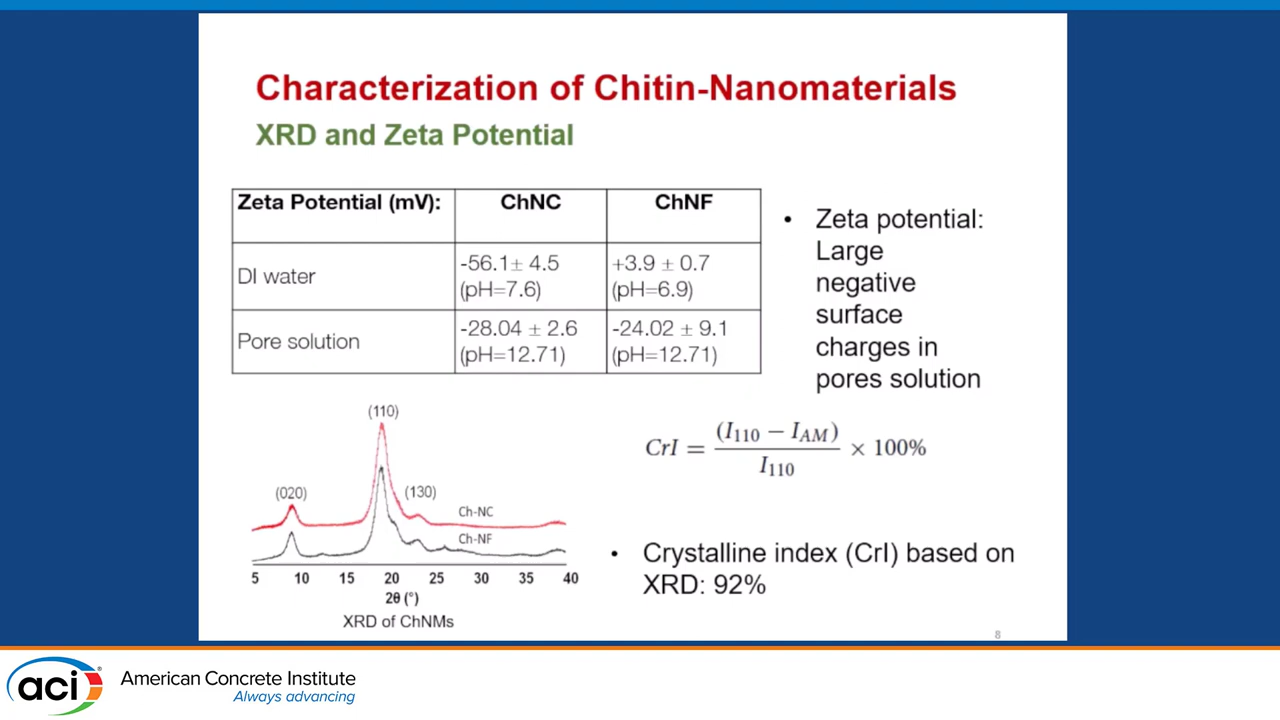 Characterization of Chitin-Nanomaterials
XRD and Zeta Potential
Zeta Potential (mV): ChNC ChNF
DI water -56.1± 4.5 (pH=7.6) +3.9 ± 0.7 (pH=6.9)
Pore solution -28.04 ± 2.6 (pH=12.71) -24.02 ± 9.1 (pH=12.71)
• Zeta potential:
Large
negative
surface
charges in
pores solution
(110)
(020)
(130)
Ch-NC
Ch-NF
5 10 15 20 25 30 35 40
2θ (°)
XRD of ChNMs
CrI = (I110 − IAM) / I110 × 100%
• Crystalline index (CrI) based on
XRD: 92%
8
aci®
American Concrete Institute
Always advancing